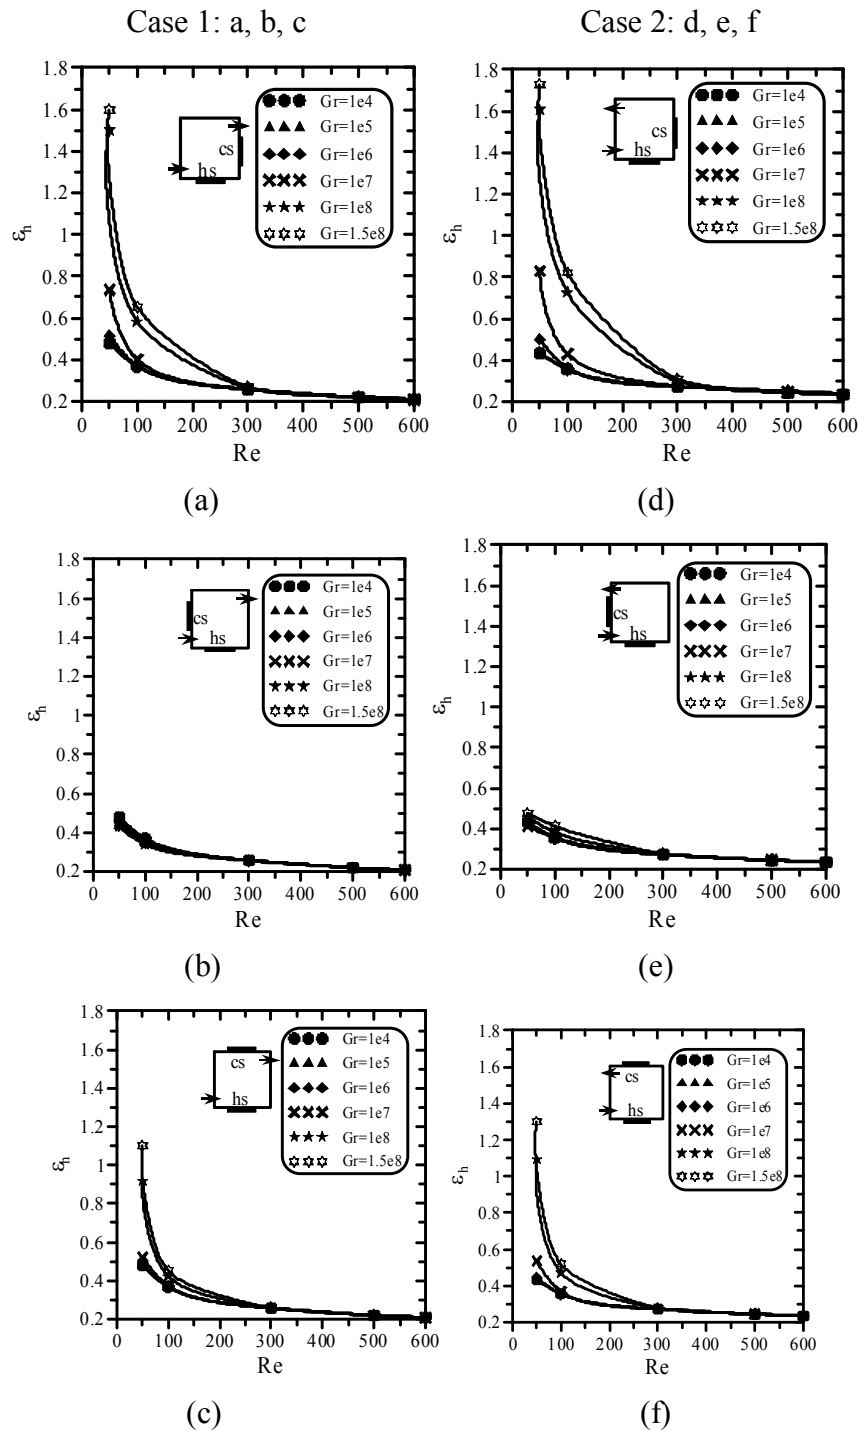 Case 1: a, b, c
Case 2: d, e, f
1.8
1.6
1.4
1.2
1
0.8
0.6
0.4
0.2
εh
0 100 200 300 400 500 600
Re
hs
cs
Gr=1e4
Gr=1e5
Gr=1e6
Gr=1e7
Gr=1e8
Gr=1.5e8
(a)
1.8
1.6
1.4
1.2
1
0.8
0.6
0.4
0.2
εh
0 100 200 300 400 500 600
Re
hs
cs
Gr=1e4
Gr=1e5
Gr=1e6
Gr=1e7
Gr=1e8
Gr=1.5e8
(d)
1.8
1.6
1.4
1.2
1
0.8
0.6
0.4
0.2
εh
0 100 200 300 400 500 600
Re
cs
hs
Gr=1e4
Gr=1e5
Gr=1e6
Gr=1e7
Gr=1e8
Gr=1.5e8
(b)
1.8
1.6
1.4
1.2
1
0.8
0.6
0.4
0.2
εh
0 100 200 300 400 500 600
Re
cs
hs
Gr=1e4
Gr=1e5
Gr=1e6
Gr=1e7
Gr=1e8
Gr=1.5e8
(e)
1.8
1.6
1.4
1.2
1
0.8
0.6
0.4
0.2
εh
0 100 200 300 400 500 600
Re
cs
hs
Gr=1e4
Gr=1e5
Gr=1e6
Gr=1e7
Gr=1e8
Gr=1.5e8
(c)
1.8
1.6
1.4
1.2
1
0.8
0.6
0.4
0.2
εh
0 100 200 300 400 500 600
Re
cs
hs
Gr=1e4
Gr=1e5
Gr=1e6
Gr=1e7
Gr=1e8
Gr=1.5e8
(f)